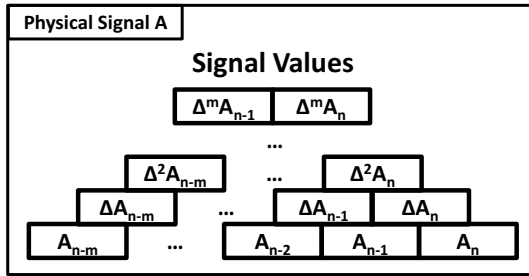 Physical Signal A
Signal Values
ΔᵐAₙ₋₁ ΔᵐAₙ
...
Δ²Aₙ₋ₘ ... Δ²Aₙ
ΔAₙ₋ₘ ... ΔAₙ₋₁ ΔAₙ
Aₙ₋ₘ ... Aₙ₋₂ Aₙ₋₁ Aₙ